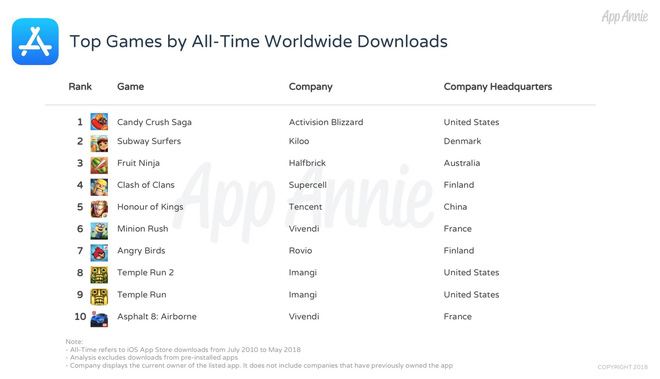 App Annie
Top Games by All-Time Worldwide Downloads
Rank Game Company Company Headquarters
1 Candy Crush Saga Activision Blizzard United States
2 Subway Surfers Kiloo Denmark
3 Fruit Ninja Halfbrick Australia
4 Clash of Clans Supercell Finland
5 Honour of Kings Tencent China
6 Minion Rush Vivendi France
7 Angry Birds Rovio Finland
8 Temple Run 2 Imangi United States
9 Temple Run Imangi United States
10 Asphalt 8: Airborne Vivendi France
App Annie
Note:
- All-Time refers to iOS App Store downloads from July 2010 to May 2018
- Analysis excludes downloads from pre-installed apps
- Company displays the current owner of the listed app. It does not include companies that have previously owned the app
COPYRIGHT 2018